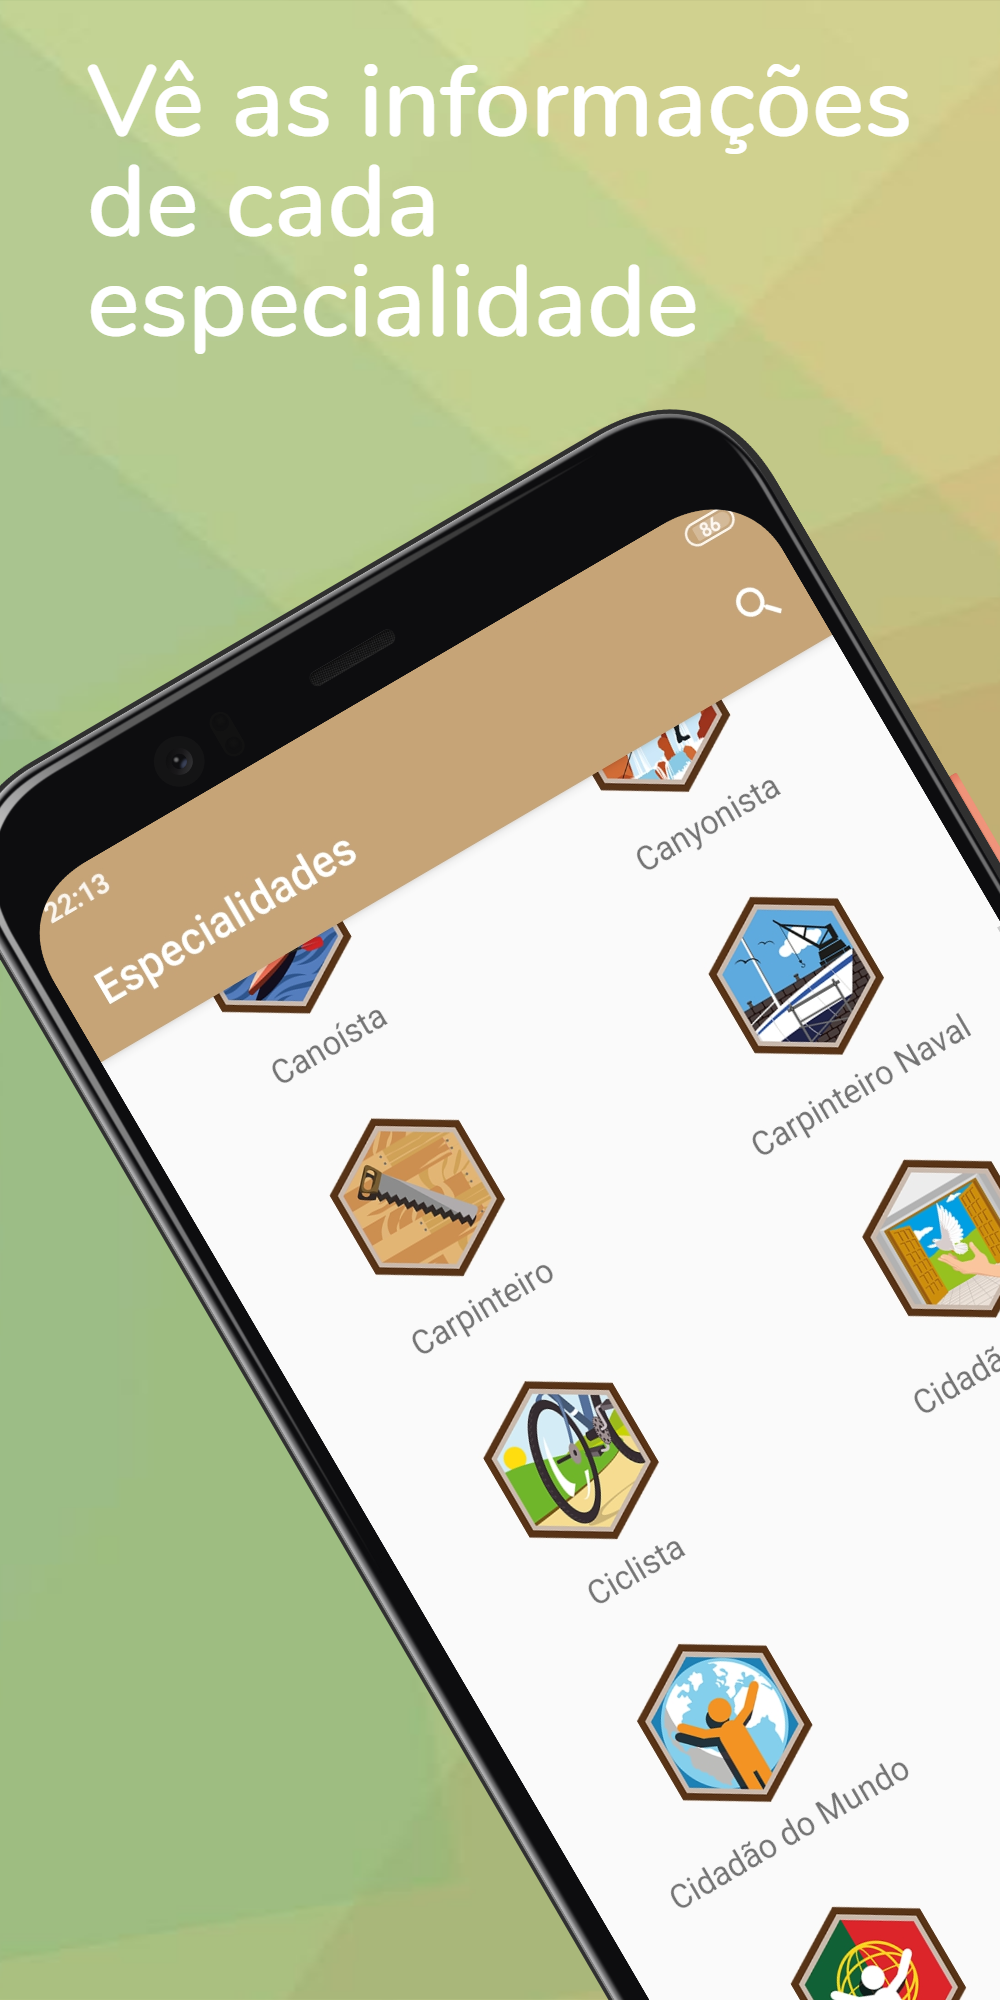 Vê as informações
de cada
especialidade
86
22:13
Especialidades
Canyonista
Canoísta
Carpinteiro Naval
Carpinteiro
Ciclista
Cidadão do Mundo